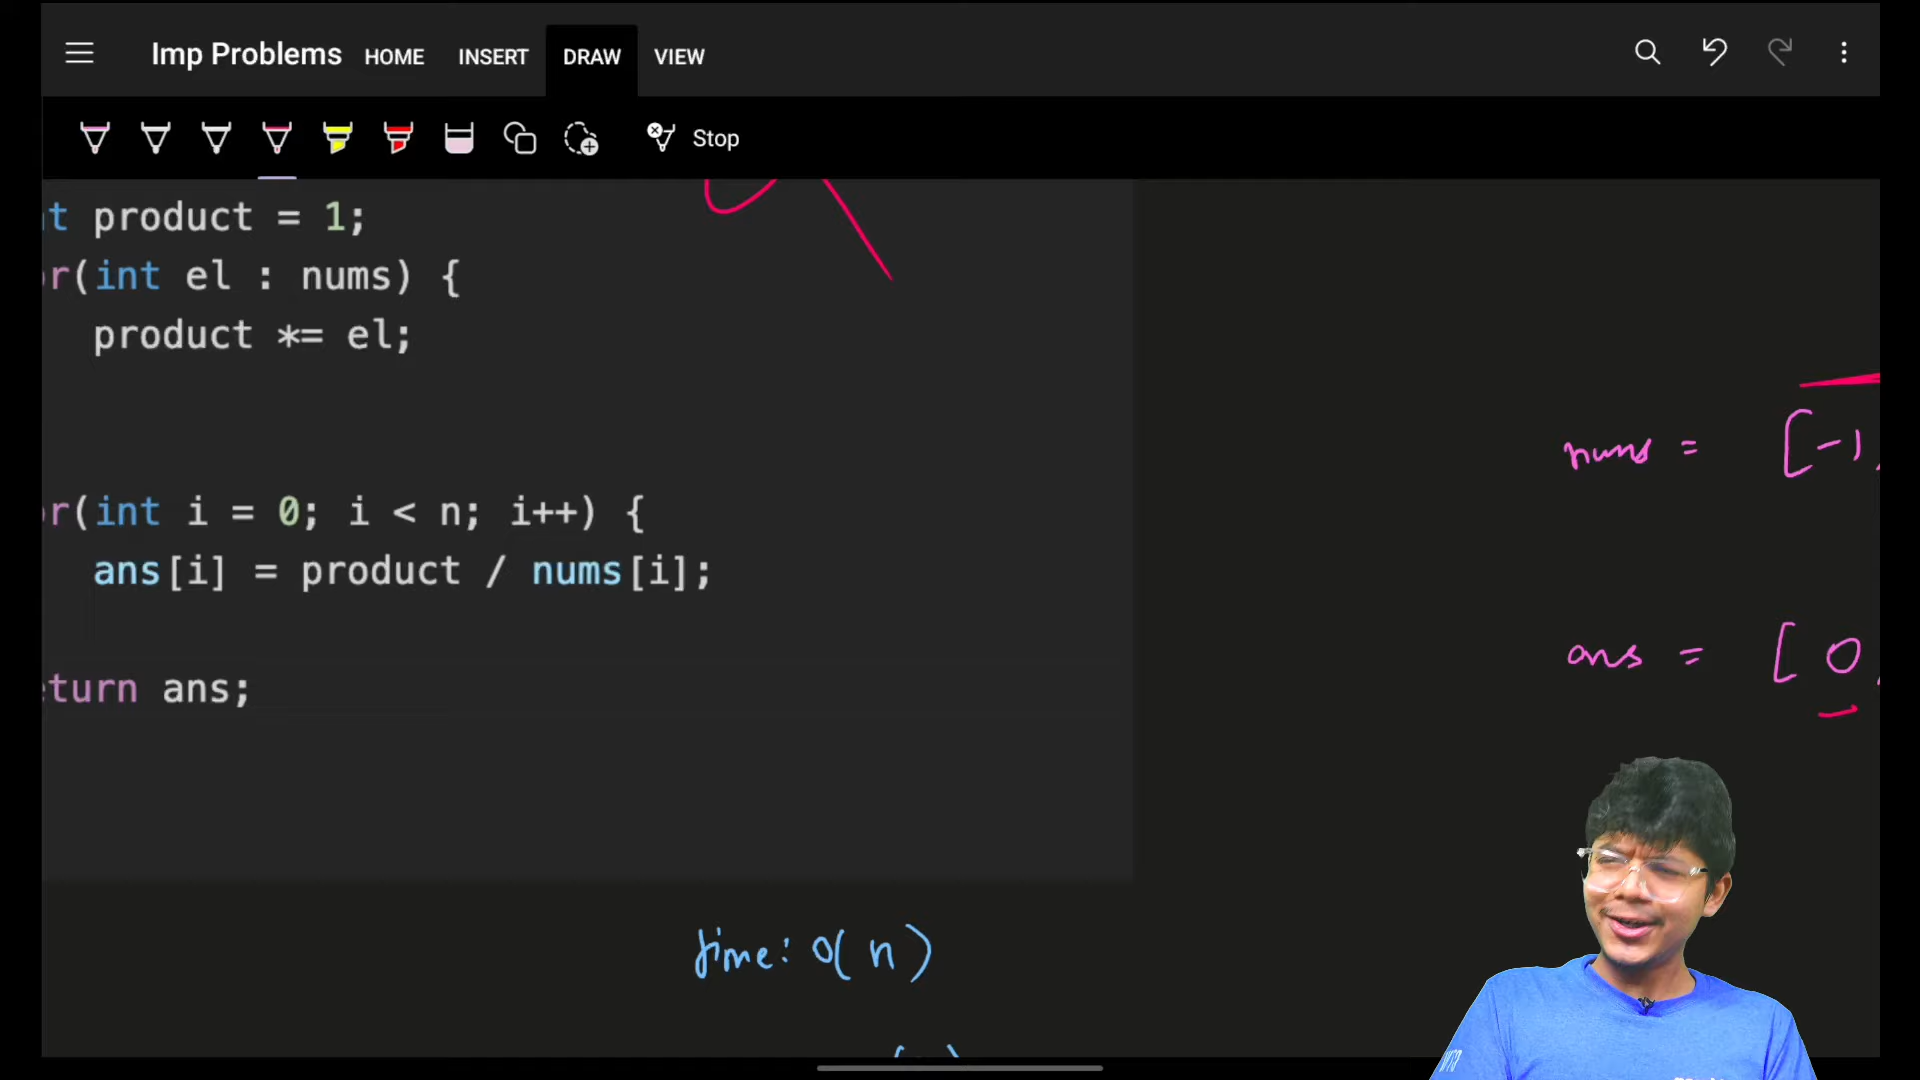 Imp Problems HOME INSERT DRAW VIEW
Stop
t product = 1;
r(int el : nums) {
product *= el;
r(int i = 0; i < n; i++) {
ans[i] = product / nums[i];
turn ans;
nums = [-1,
ans = [ 0,
time: O( n )